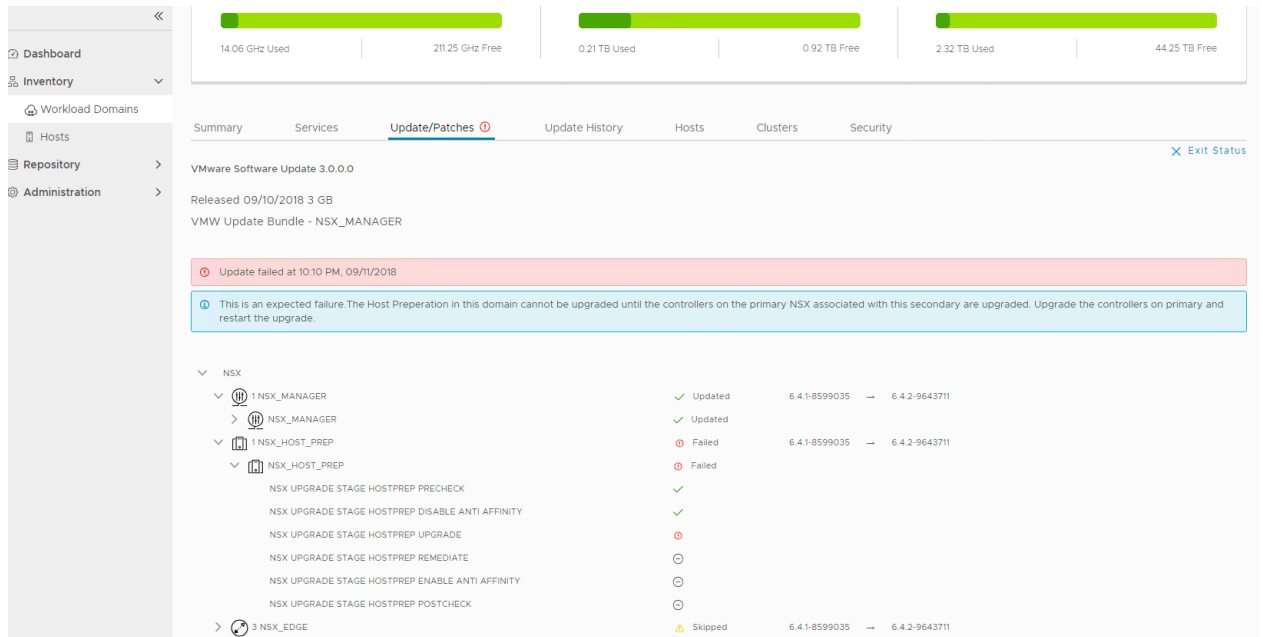 «
14.06 GHz Used 211.25 GHz Free 0.21 TB Used 0.92 TB Free 2.32 TB Used 44.25 TB Free
Dashboard
Inventory
Workload Domains
Hosts
Repository
Administration
Summary Services Update/Patches Update History Hosts Clusters Security
Exit Status
VMware Software Update 3.0.0.0
Released 09/10/2018 3 GB
VMW Update Bundle - NSX_MANAGER
Update failed at 10:10 PM, 09/11/2018
This is an expected failure.The Host Preperation in this domain cannot be upgraded until the controllers on the primary NSX associated with this secondary are upgraded. Upgrade the controllers on primary and
restart the upgrade.
NSX
1 NSX_MANAGER Updated 6.4.1-8599035 → 6.4.2-9643711
NSX_MANAGER Updated
1 NSX_HOST_PREP Failed 6.4.1-8599035 → 6.4.2-9643711
NSX_HOST_PREP Failed
NSX UPGRADE STAGE HOSTPREP PRECHECK
NSX UPGRADE STAGE HOSTPREP DISABLE ANTI AFFINITY
NSX UPGRADE STAGE HOSTPREP UPGRADE
NSX UPGRADE STAGE HOSTPREP REMEDIATE
NSX UPGRADE STAGE HOSTPREP ENABLE ANTI AFFINITY
NSX UPGRADE STAGE HOSTPREP POSTCHECK
3 NSX_EDGE Skipped 6.4.1-8599035 → 6.4.2-9643711